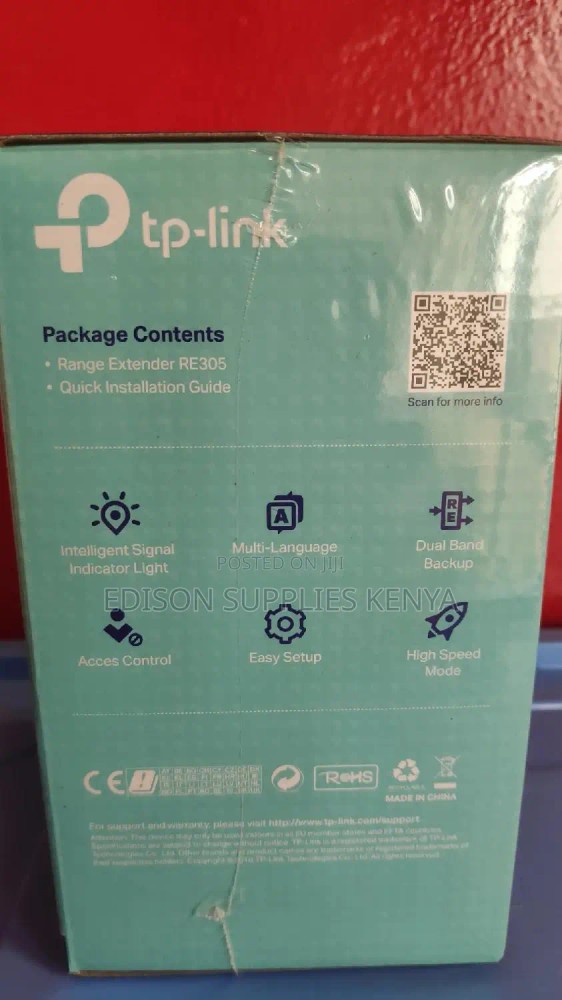 tp-link
Package Contents
• Range Extender RE305
• Quick Installation Guide
Scan for more info
Intelligent Signal
Indicator Light
A
Multi-Language
RE
Dual Band
Backup
POSTED ON JIJI
EDISON SUPPLIES KENYA
Acces Control
Easy Setup
High Speed
Mode
CE
RoHS
MADE IN CHINA
For support and warranty, please visit http://www.tp-link.com/support